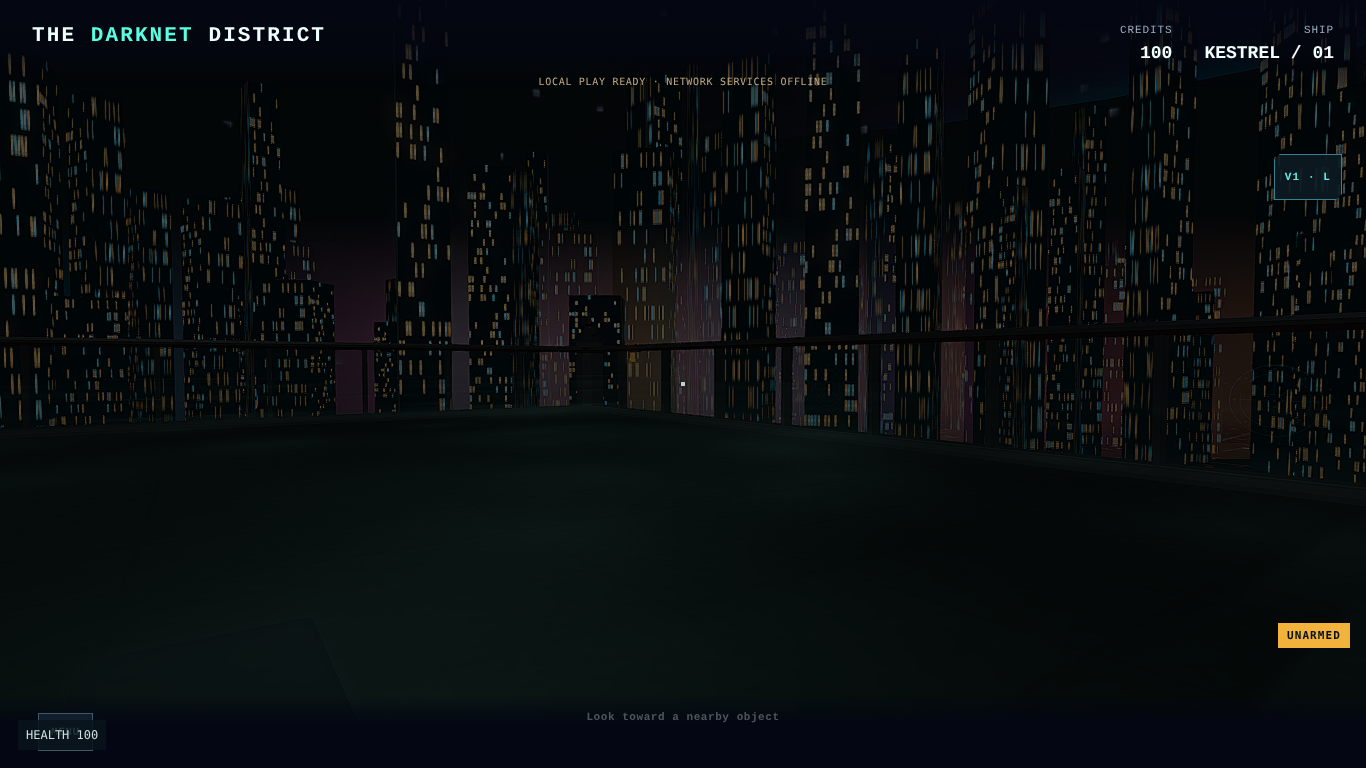 THE DARKNET DISTRICT
CREDITS
100
SHIP
KESTREL / 01
LOCAL PLAY READY · NETWORK SERVICES OFFLINE
V1 · L
UNARMED
Look toward a nearby object
HEALTH 100